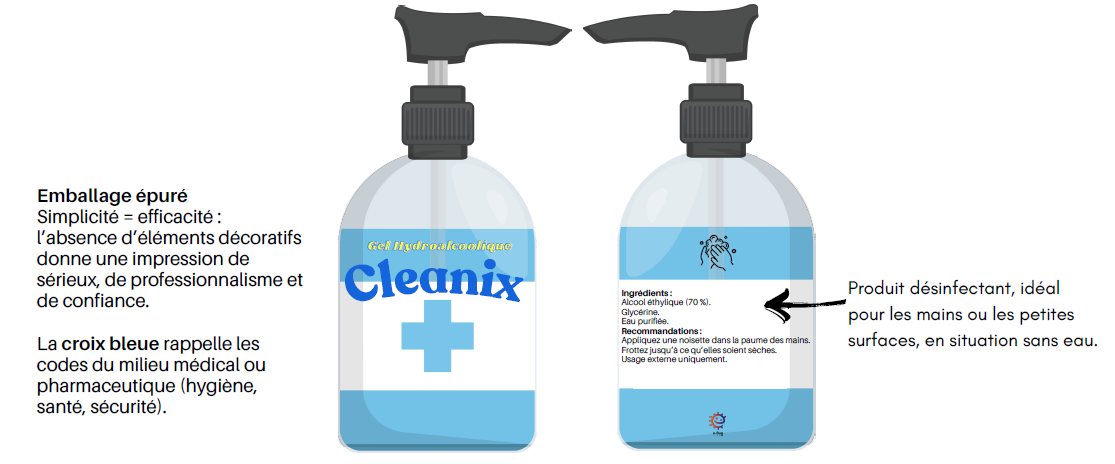 Emballage épuré
Simplicité = efficacité :
l'absence d'éléments décoratifs
donne une impression de
sérieux, de professionnalisme et
de confiance.
La croix bleue rappelle les
codes du milieu médical ou
pharmaceutique (hygiène,
santé, sécurité).
Gel Hydroalcoolique
Cleanix
Ingrédients :
Alcool éthylique (70 %).
Glycérine.
Eau purifiée.
Recommandations :
Appliquez une noisette dans la paume des mains.
Frottez jusqu'à ce qu'elles soient sèches.
Usage externe uniquement.
Produit désinfectant, idéal
pour les mains ou les petites
surfaces, en situation sans eau.